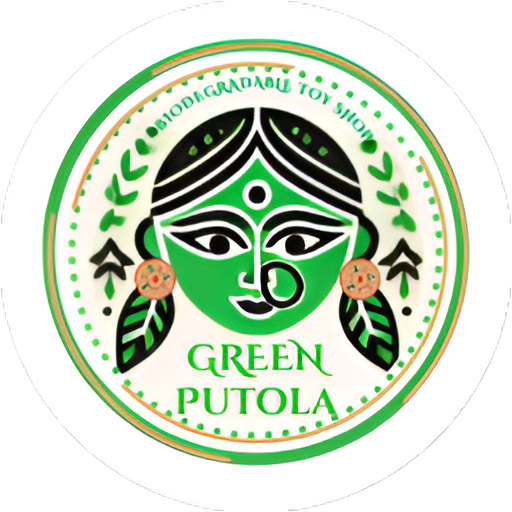 BIODAGRADABLE TOY SHOP
GREEN
PUTOLA